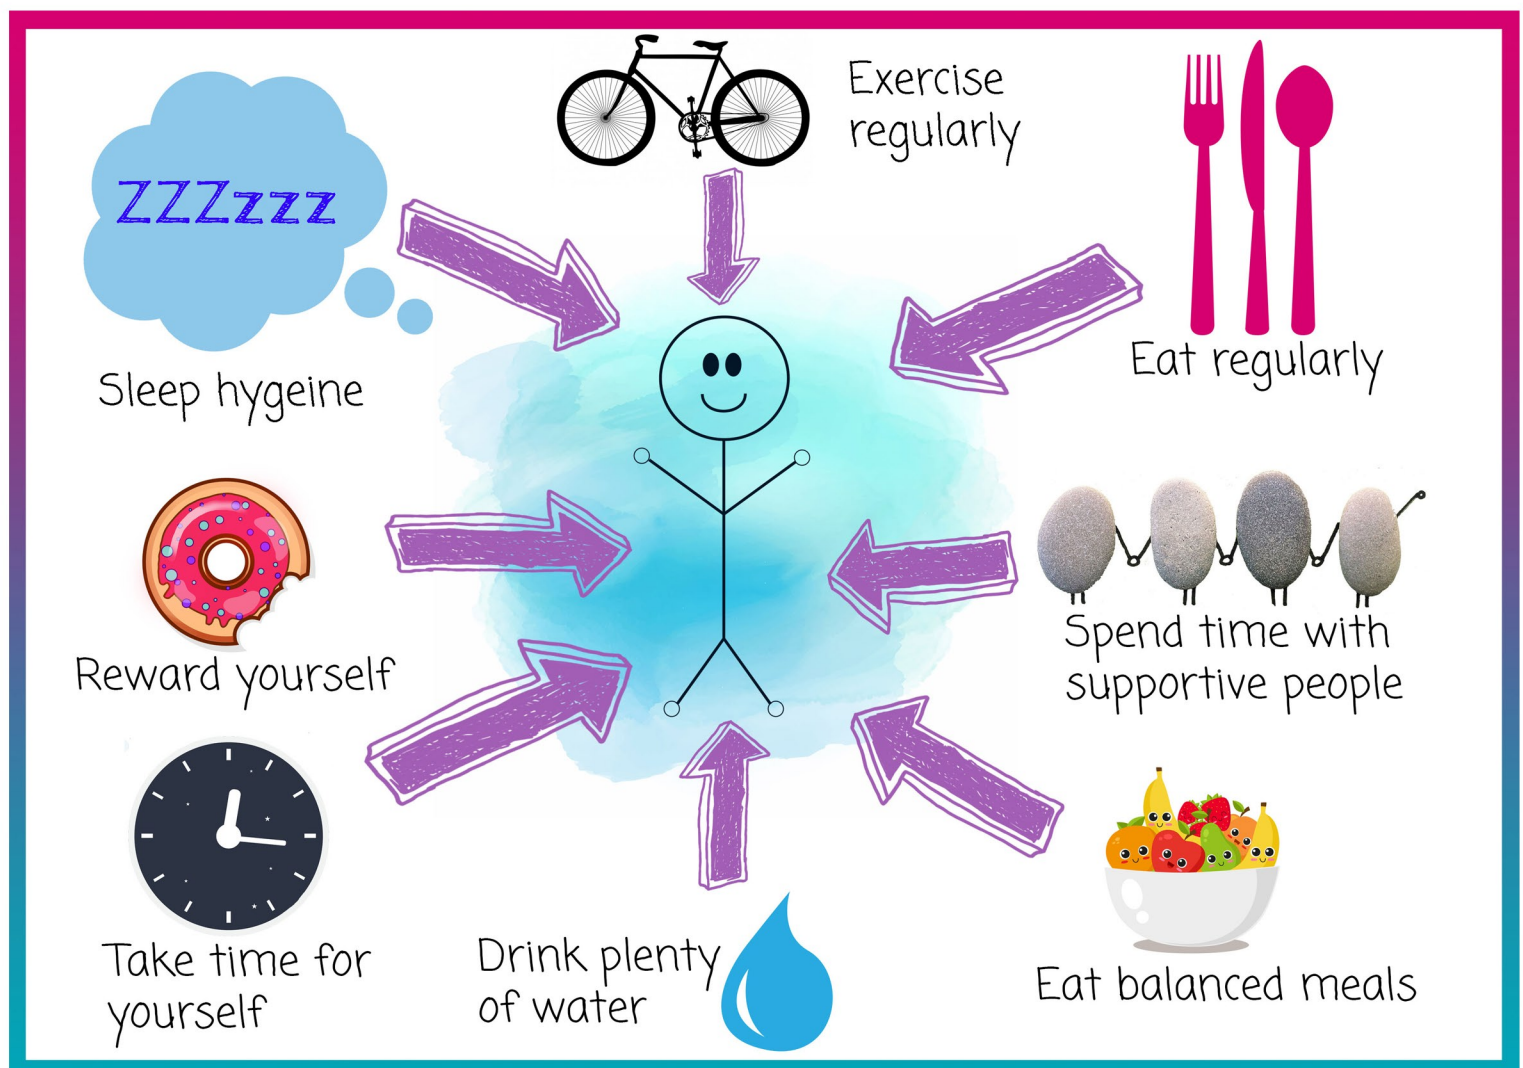 Exercise
regularly
ZZZzzz
Eat regularly
Sleep hygeine
Spend time with
supportive people
Reward yourself
Take time for
yourself
Drink plenty
of water
Eat balanced meals